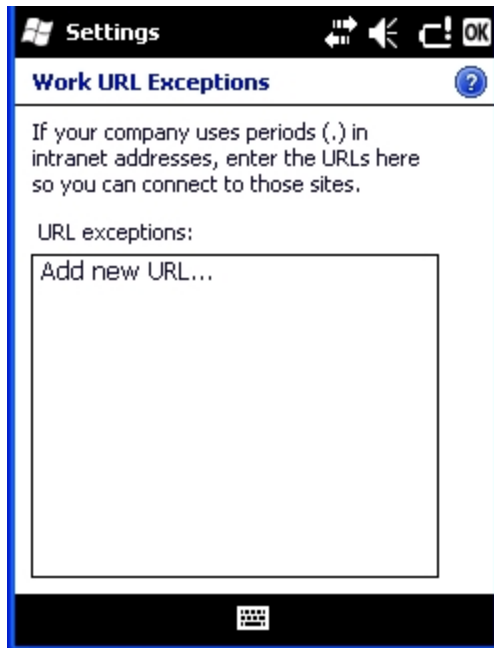 Settings
OK
Work URL Exceptions
?
If your company uses periods (.) in
intranet addresses, enter the URLs here
so you can connect to those sites.
URL exceptions:
Add new URL...